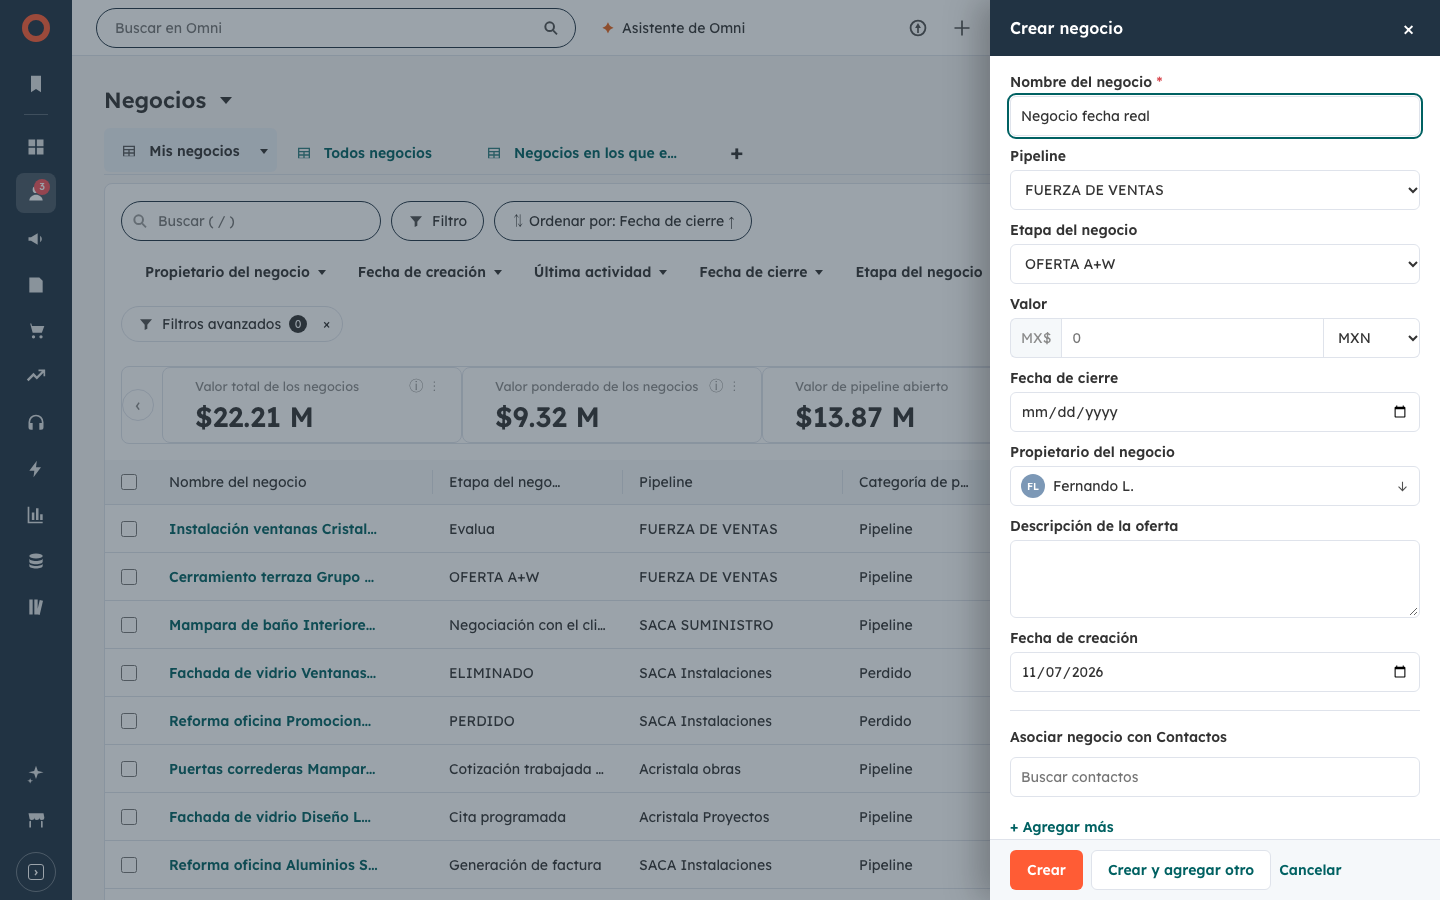 Buscar en Omni
Asistente de Omni
3
Negocios
Mis negocios
Todos negocios
Negocios en los que e...
Buscar ( / )
Filtro
Ordenar por: Fecha de cierre ↑
Propietario del negocio
Fecha de creación
Última actividad
Fecha de cierre
Etapa del negocio
Filtros avanzados 0 ×
Valor total de los negocios
$22.21 M
Valor ponderado de los negocios
$9.32 M
Valor de pipeline abierto
$13.87 M
Nombre del negocio Etapa del nego... Pipeline Categoría de p...
Instalación ventanas Cristal... Evalua FUERZA DE VENTAS Pipeline
Cerramiento terraza Grupo ... OFERTA A+W FUERZA DE VENTAS Pipeline
Mampara de baño Interiore... Negociación con el cli... SACA SUMINISTRO Pipeline
Fachada de vidrio Ventanas... ELIMINADO SACA Instalaciones Perdido
Reforma oficina Promocion... PERDIDO SACA Instalaciones Perdido
Puertas correderas Mampar... Cotización trabajada ... Acristala obras Pipeline
Fachada de vidrio Diseño L... Cita programada Acristala Proyectos Pipeline
Reforma oficina Aluminios S... Generación de factura SACA Instalaciones Pipeline
Crear negocio
×
Nombre del negocio *
Negocio fecha real
Pipeline
FUERZA DE VENTAS
Etapa del negocio
OFERTA A+W
Valor
MX$ 0 MXN
Fecha de cierre
mm/dd/yyyy
Propietario del negocio
FL Fernando L. ↓
Descripción de la oferta
Fecha de creación
11/07/2026
Asociar negocio con Contactos
Buscar contactos
+ Agregar más
Crear
Crear y agregar otro
Cancelar